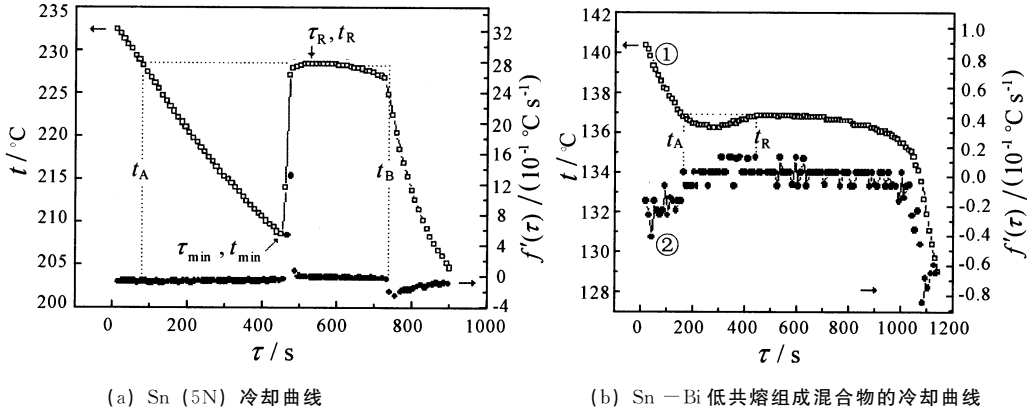 235
230
225
220
215
210
203
200
t / °C
τR , tR
tA
tB
τmin , tmin
32
28
24
20
16
12
8
4
0
-4
f′(τ) /(10⁻¹ °C s⁻¹)
0 200 400 600 800 1000
τ / s
(a) Sn (5N) 冷却曲线
142
140
138
136
134
132
130
128
t / °C
①
tA
tR
②
1.0
0.8
0.6
0.4
0.2
0.0
-0.2
-0.4
-0.6
-0.8
f′(τ) /(10⁻¹ °C s⁻¹)
0 200 400 600 800 1000 1200
τ / s
(b) Sn－Bi 低共熔组成混合物的冷却曲线